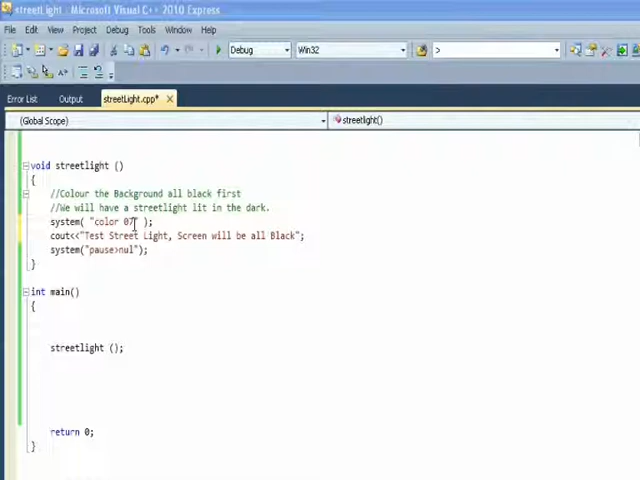 streetLight - Microsoft Visual C++ 2010 Express
File Edit View Project Debug Tools Window Help
Debug Win32 >
Error List Output streetLight.cpp* X
(Global Scope) streetlight()
void streetlight ()
{
//Colour the Background all black first
//We will have a streetlight lit in the dark.
system( "color 07" );
cout<<"Test Street Light, Screen will be all Black";
system("pause>nul");
}
int main()
{
streetlight ();
return 0;
}